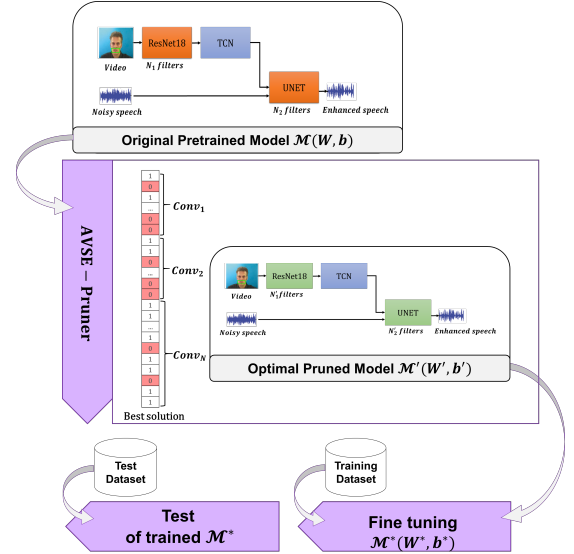 ResNet18
TCN
Video
N₁ filters
UNET
Noisy speech
N₂ filters
Enhanced speech
Original Pretrained Model ℳ(W, b)
AVSE − Pruner
1
0
1
...
0
0
Conv₁
1
1
0
...
0
0
Conv₂
1
1
...
1
0
1
1
0
1
1
Conv_N
Best solution
ResNet18
TCN
Video
N'₁ filters
UNET
Noisy speech
N'₂ filters
Enhanced speech
Optimal Pruned Model ℳ′(W′, b′)
Test
Dataset
Training
Dataset
Test
of trained ℳ*
Fine tuning
ℳ*(W*, b*)